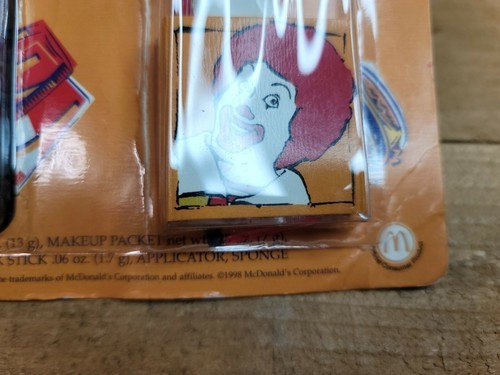 (13 g), MAKEUP PACKET net w
STICK .06 oz. (1.7 g) APPLICATOR, SPONGE
trademarks of McDonald's Corporation and affiliates. ©1998 McDonald's Corporation.